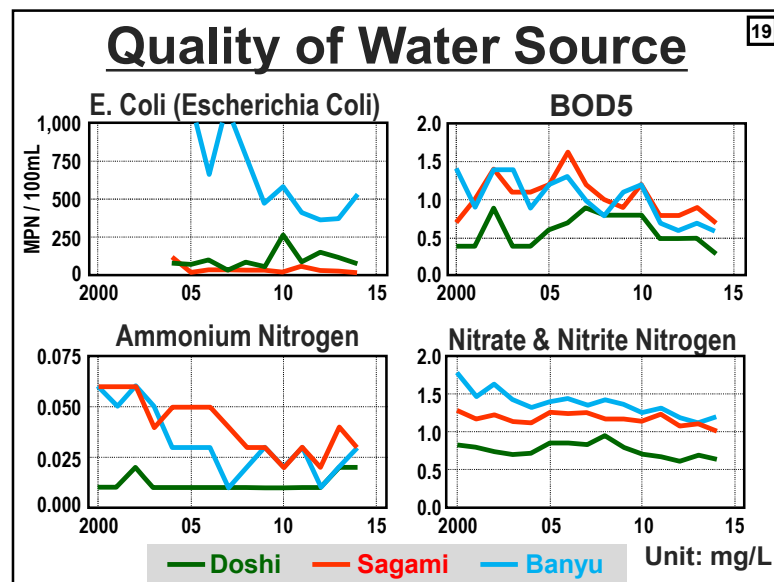 19
Quality of Water Source
E. Coli (Escherichia Coli)
MPN / 100mL
1,000
750
500
250
0
2000 05 10 15
BOD5
2.0
1.5
1.0
0.5
0.0
2000 05 10 15
Ammonium Nitrogen
0.075
0.050
0.025
0.000
2000 05 10 15
Nitrate & Nitrite Nitrogen
2.0
1.5
1.0
0.5
0.0
2000 05 10 15
Doshi Sagami Banyu
Unit: mg/L